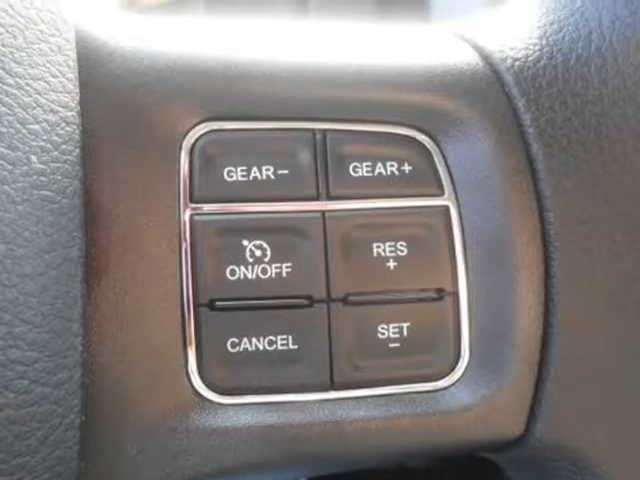 GEAR- GEAR+
ON/OFF RES
+
CANCEL SET
-